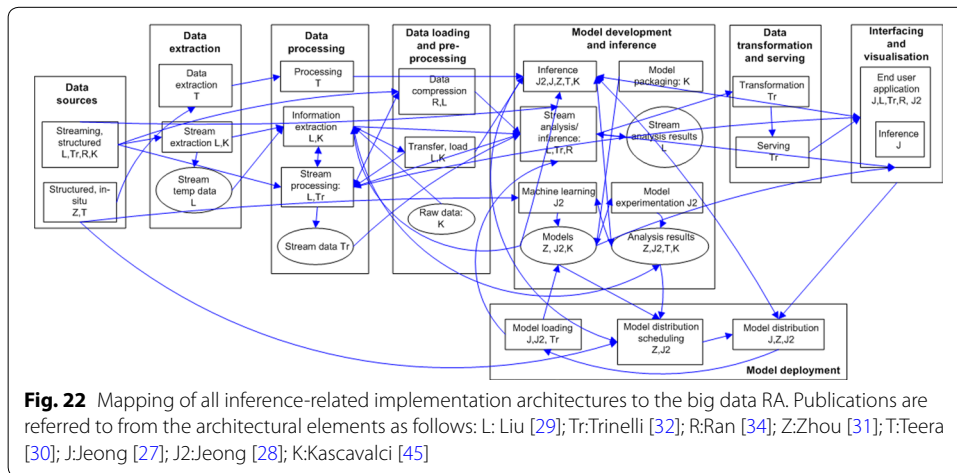 Data
sources
Streaming,
structured
L,Tr,R,K
Structured, in-
situ
Z,T
Data
extraction
Data
extraction
T
Stream
extraction L,K
Stream
temp data
L
Data
processing
Processing
T
Information
extraction
L,K
Stream
processing:
L,Tr
Stream data Tr
Data loading
and pre-
processing
Data
compression
R,L
Transfer, load
L,K
Raw data:
K
Model development
and inference
Inference
J2,J,Z,T,K
Model
packaging: K
Stream
analysis/
inference:
L,Tr,R
Stream
analysis results
L
Machine learning
J2
Model
experimentation J2
Models
Z, J2,K
Analysis results
Z,J2,T,K
Data
transformation
and serving
Transformation
Tr
Serving
Tr
Interfacing and
visualisation
End user
application
J,L,Tr,R, J2
Inference
J
Model loading
J,J2, Tr
Model distribution
scheduling
Z,J2
Model distribution
J,Z,J2
Model deployment
Fig. 22 Mapping of all inference-related implementation architectures to the big data RA. Publications are
referred to from the architectural elements as follows: L: Liu [29]; Tr:Trinelli [32]; R:Ran [34]; Z:Zhou [31]; T:Teera
[30]; J:Jeong [27]; J2:Jeong [28]; K:Kascavalci [45]